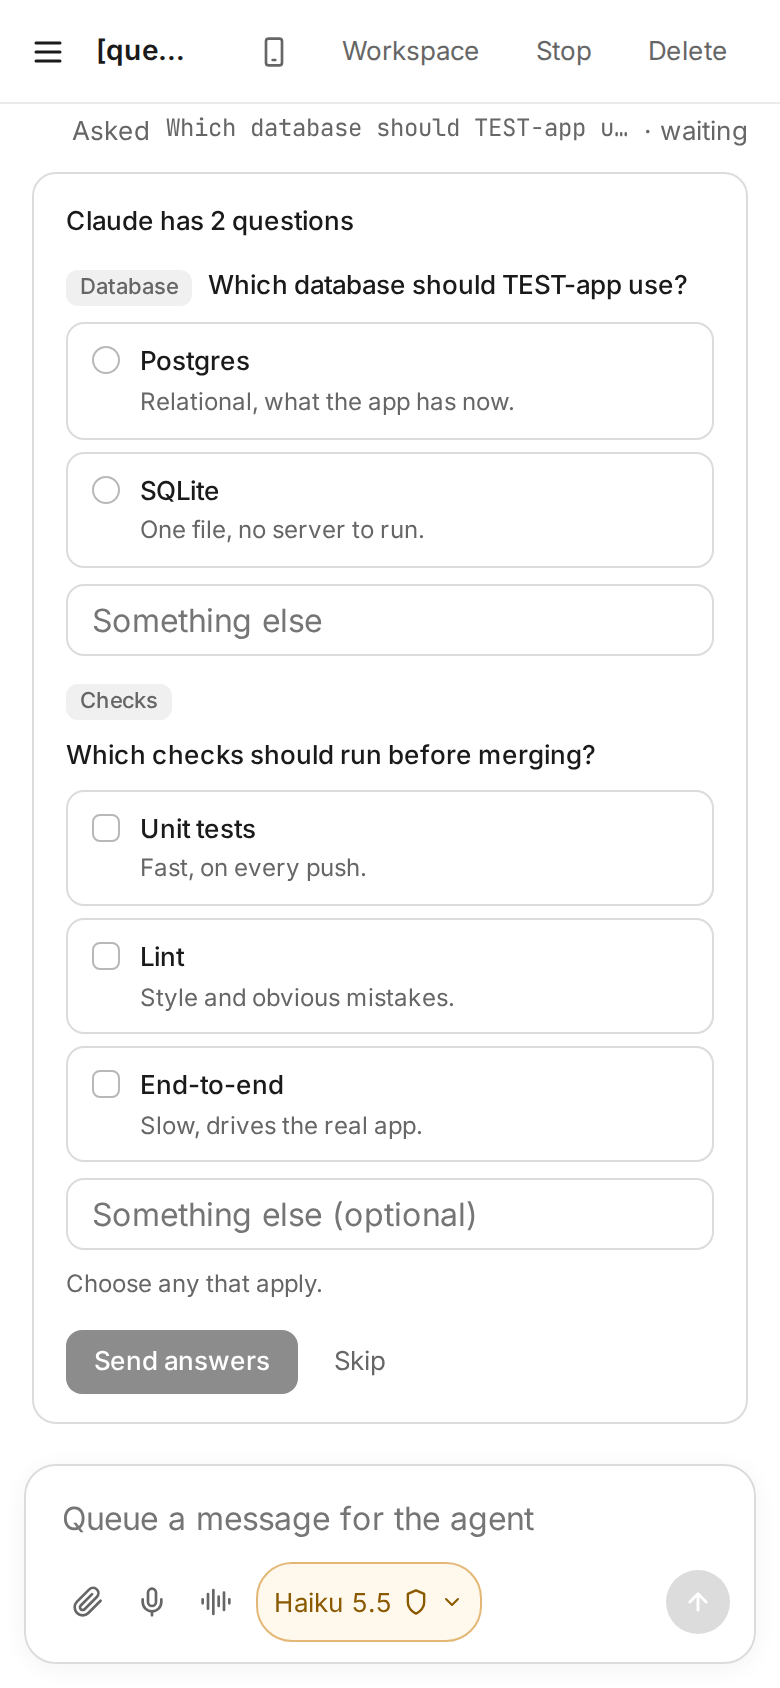 [que...
Workspace
Stop
Delete
Asked Which database should TEST-app u… · waiting
Claude has 2 questions
Database Which database should TEST-app use?
Postgres
Relational, what the app has now.
SQLite
One file, no server to run.
Something else
Checks
Which checks should run before merging?
Unit tests
Fast, on every push.
Lint
Style and obvious mistakes.
End-to-end
Slow, drives the real app.
Something else (optional)
Choose any that apply.
Send answers
Skip
Queue a message for the agent
Haiku 5.5